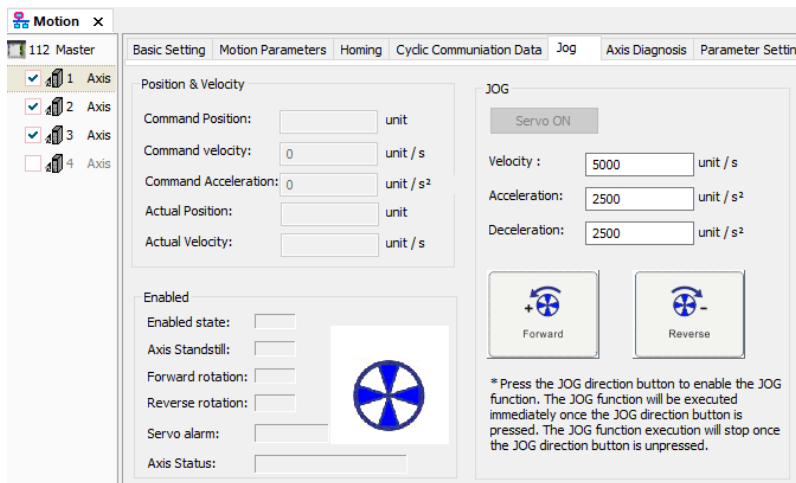 Motion x
112 Master
1 Axis
2 Axis
3 Axis
4 Axis
Basic Setting Motion Parameters Homing Cyclic Communiation Data Jog Axis Diagnosis Parameter Settin
Position & Velocity
Command Position: unit
Command velocity: 0 unit / s
Command Acceleration: 0 unit / s²
Actual Position: unit
Actual Velocity: unit / s
Enabled
Enabled state:
Axis Standstill:
Forward rotation:
Reverse rotation:
Servo alarm:
Axis Status:
JOG
Servo ON
Velocity : 5000 unit / s
Acceleration: 2500 unit / s²
Deceleration: 2500 unit / s²
+
Forward
-
Reverse
* Press the JOG direction button to enable the JOG
function. The JOG function will be executed
immediately once the JOG direction button is
pressed. The JOG function execution will stop once
the JOG direction button is unpressed.